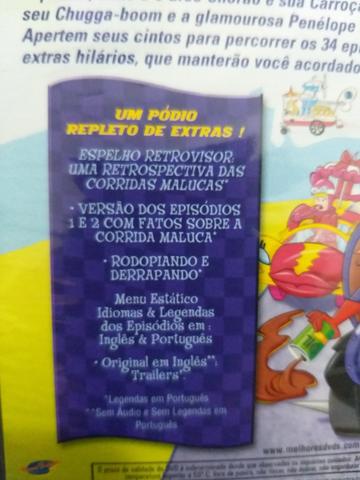 seu Chugga-boom e a glamourosa Penélope
Apertem seus cintos para percorrer os 34 ep
extras hilários, que manterão você acordado
UM PÓDIO
REPLETO DE EXTRAS !
ESPELHO RETROVISOR:
UMA RETROSPECTIVA DAS
CORRIDAS MALUCAS*
• VERSÃO DOS EPISÓDIOS
1 E 2 COM FATOS SOBRE A
CORRIDA MALUCA*
• RODOPIANDO E
DERRAPANDO*
Menu Estático
Idiomas & Legendas
dos Episódios em :
Inglês & Português
• Original em Inglês**:
Trailers*.
*Legendas em Português
**Sem Áudio e Sem Legendas em
Português
www.melhoresdvds.com